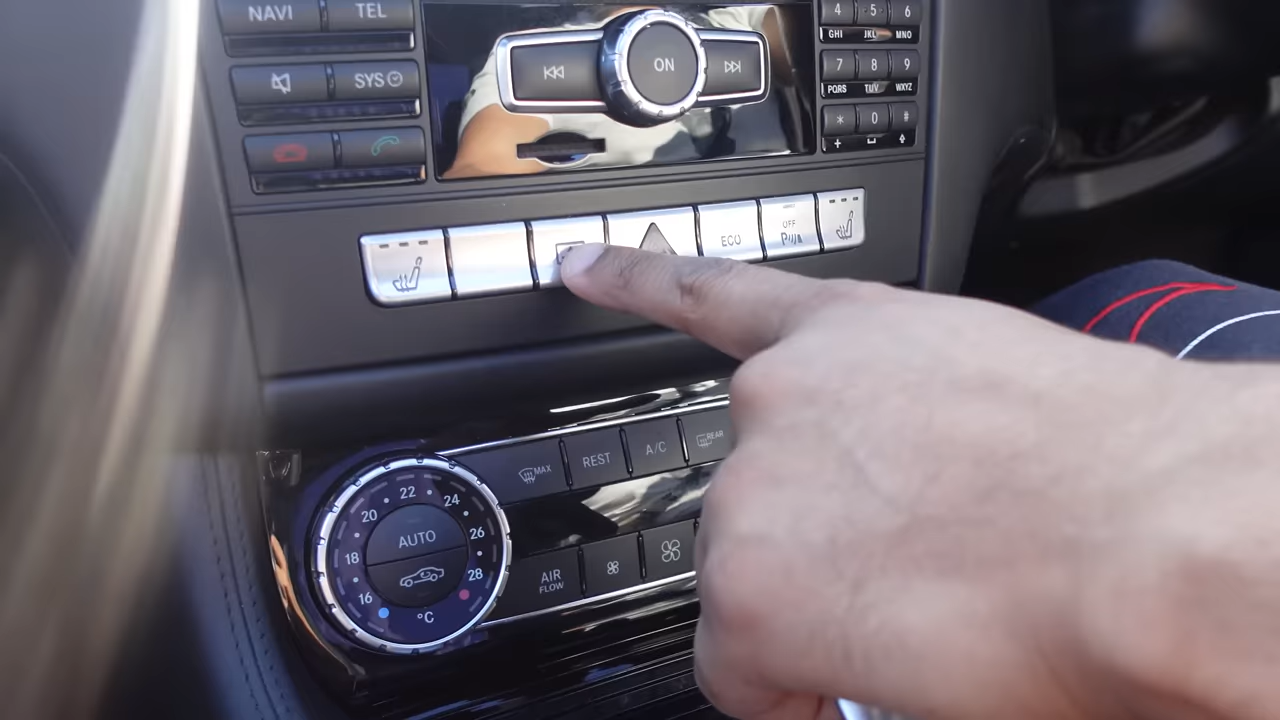 NAVI TEL
SYS
ON
4 5 6
GHI JKL MNO
7 8 9
PQRS TUV WXYZ
* 0 #
+
ECO
OFF
P
MAX
REST
A/C
REAR
22
20 24
18 26
16 28
AUTO
°C
AIR
FLOW